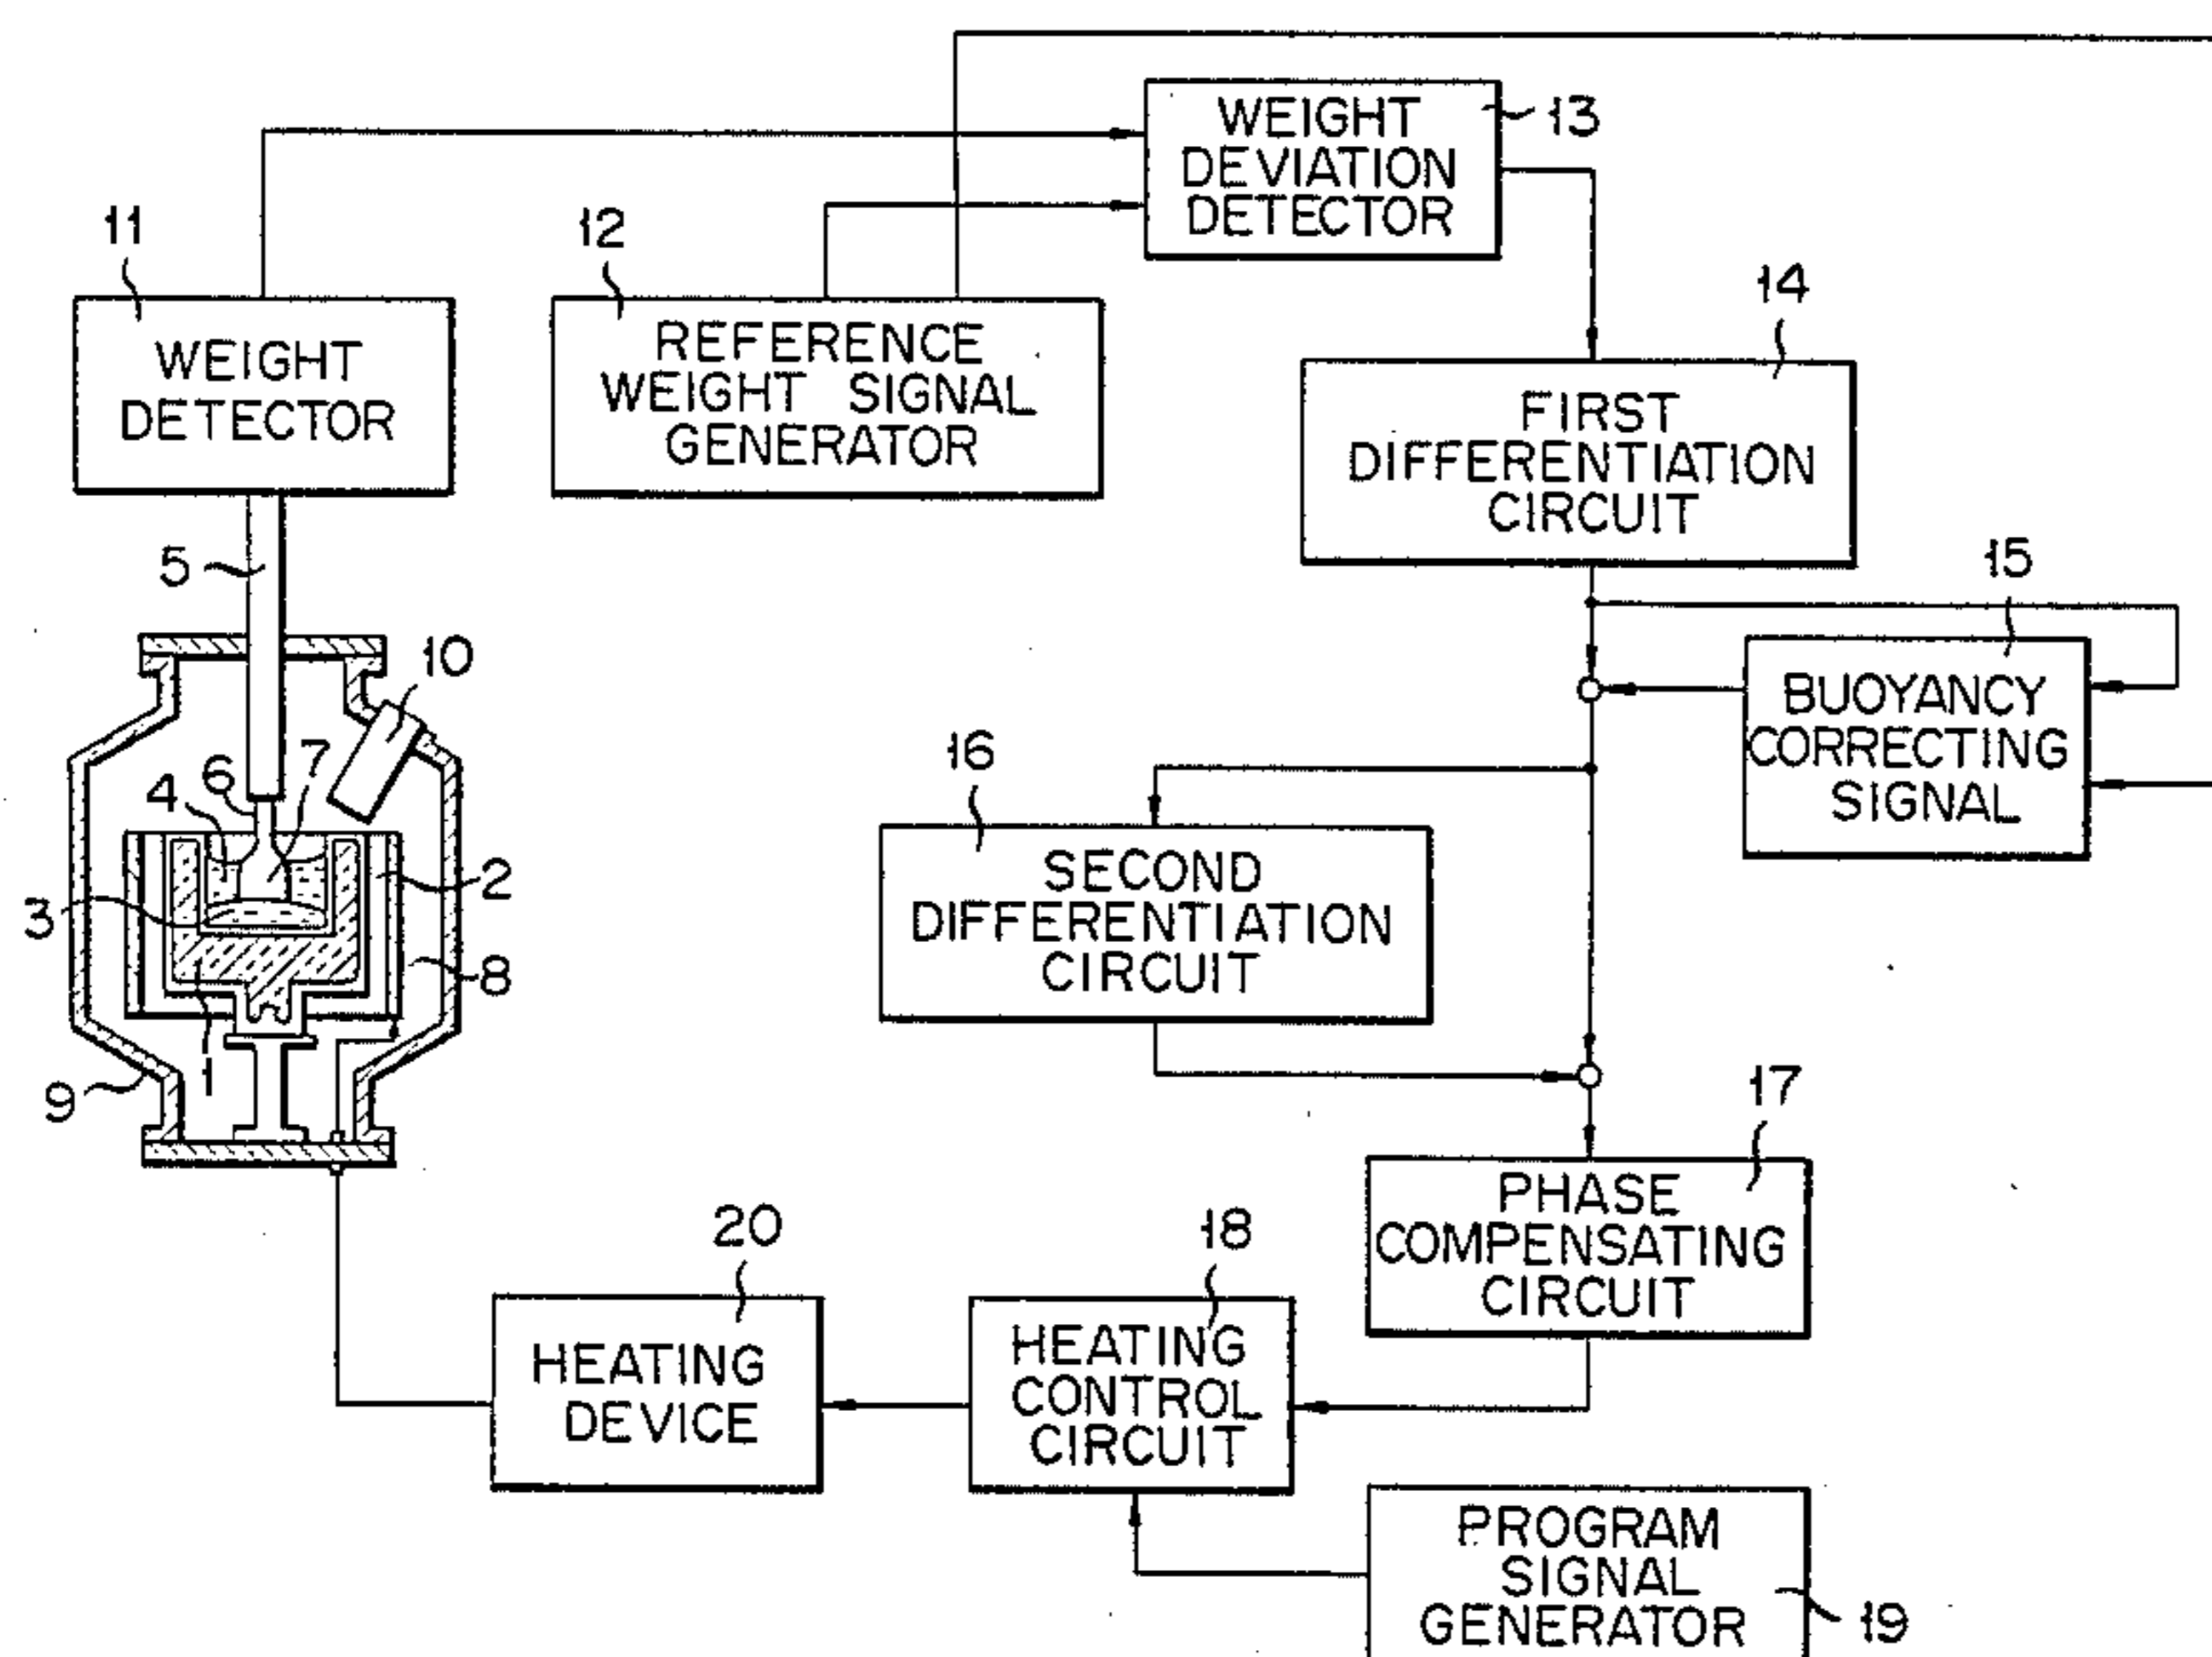 13
WEIGHT
DEVIATION
DETECTOR
11
12
WEIGHT
DETECTOR
REFERENCE
WEIGHT SIGNAL
GENERATOR
14
FIRST
DIFFERENTIATION
CIRCUIT
5
15
BUOYANCY
CORRECTING
SIGNAL
10
6
7
4
16
SECOND
DIFFERENTIATION
CIRCUIT
2
3
8
1
9
17
PHASE
COMPENSATING
CIRCUIT
20
18
HEATING
DEVICE
HEATING
CONTROL
CIRCUIT
PROGRAM
SIGNAL
GENERATOR
19